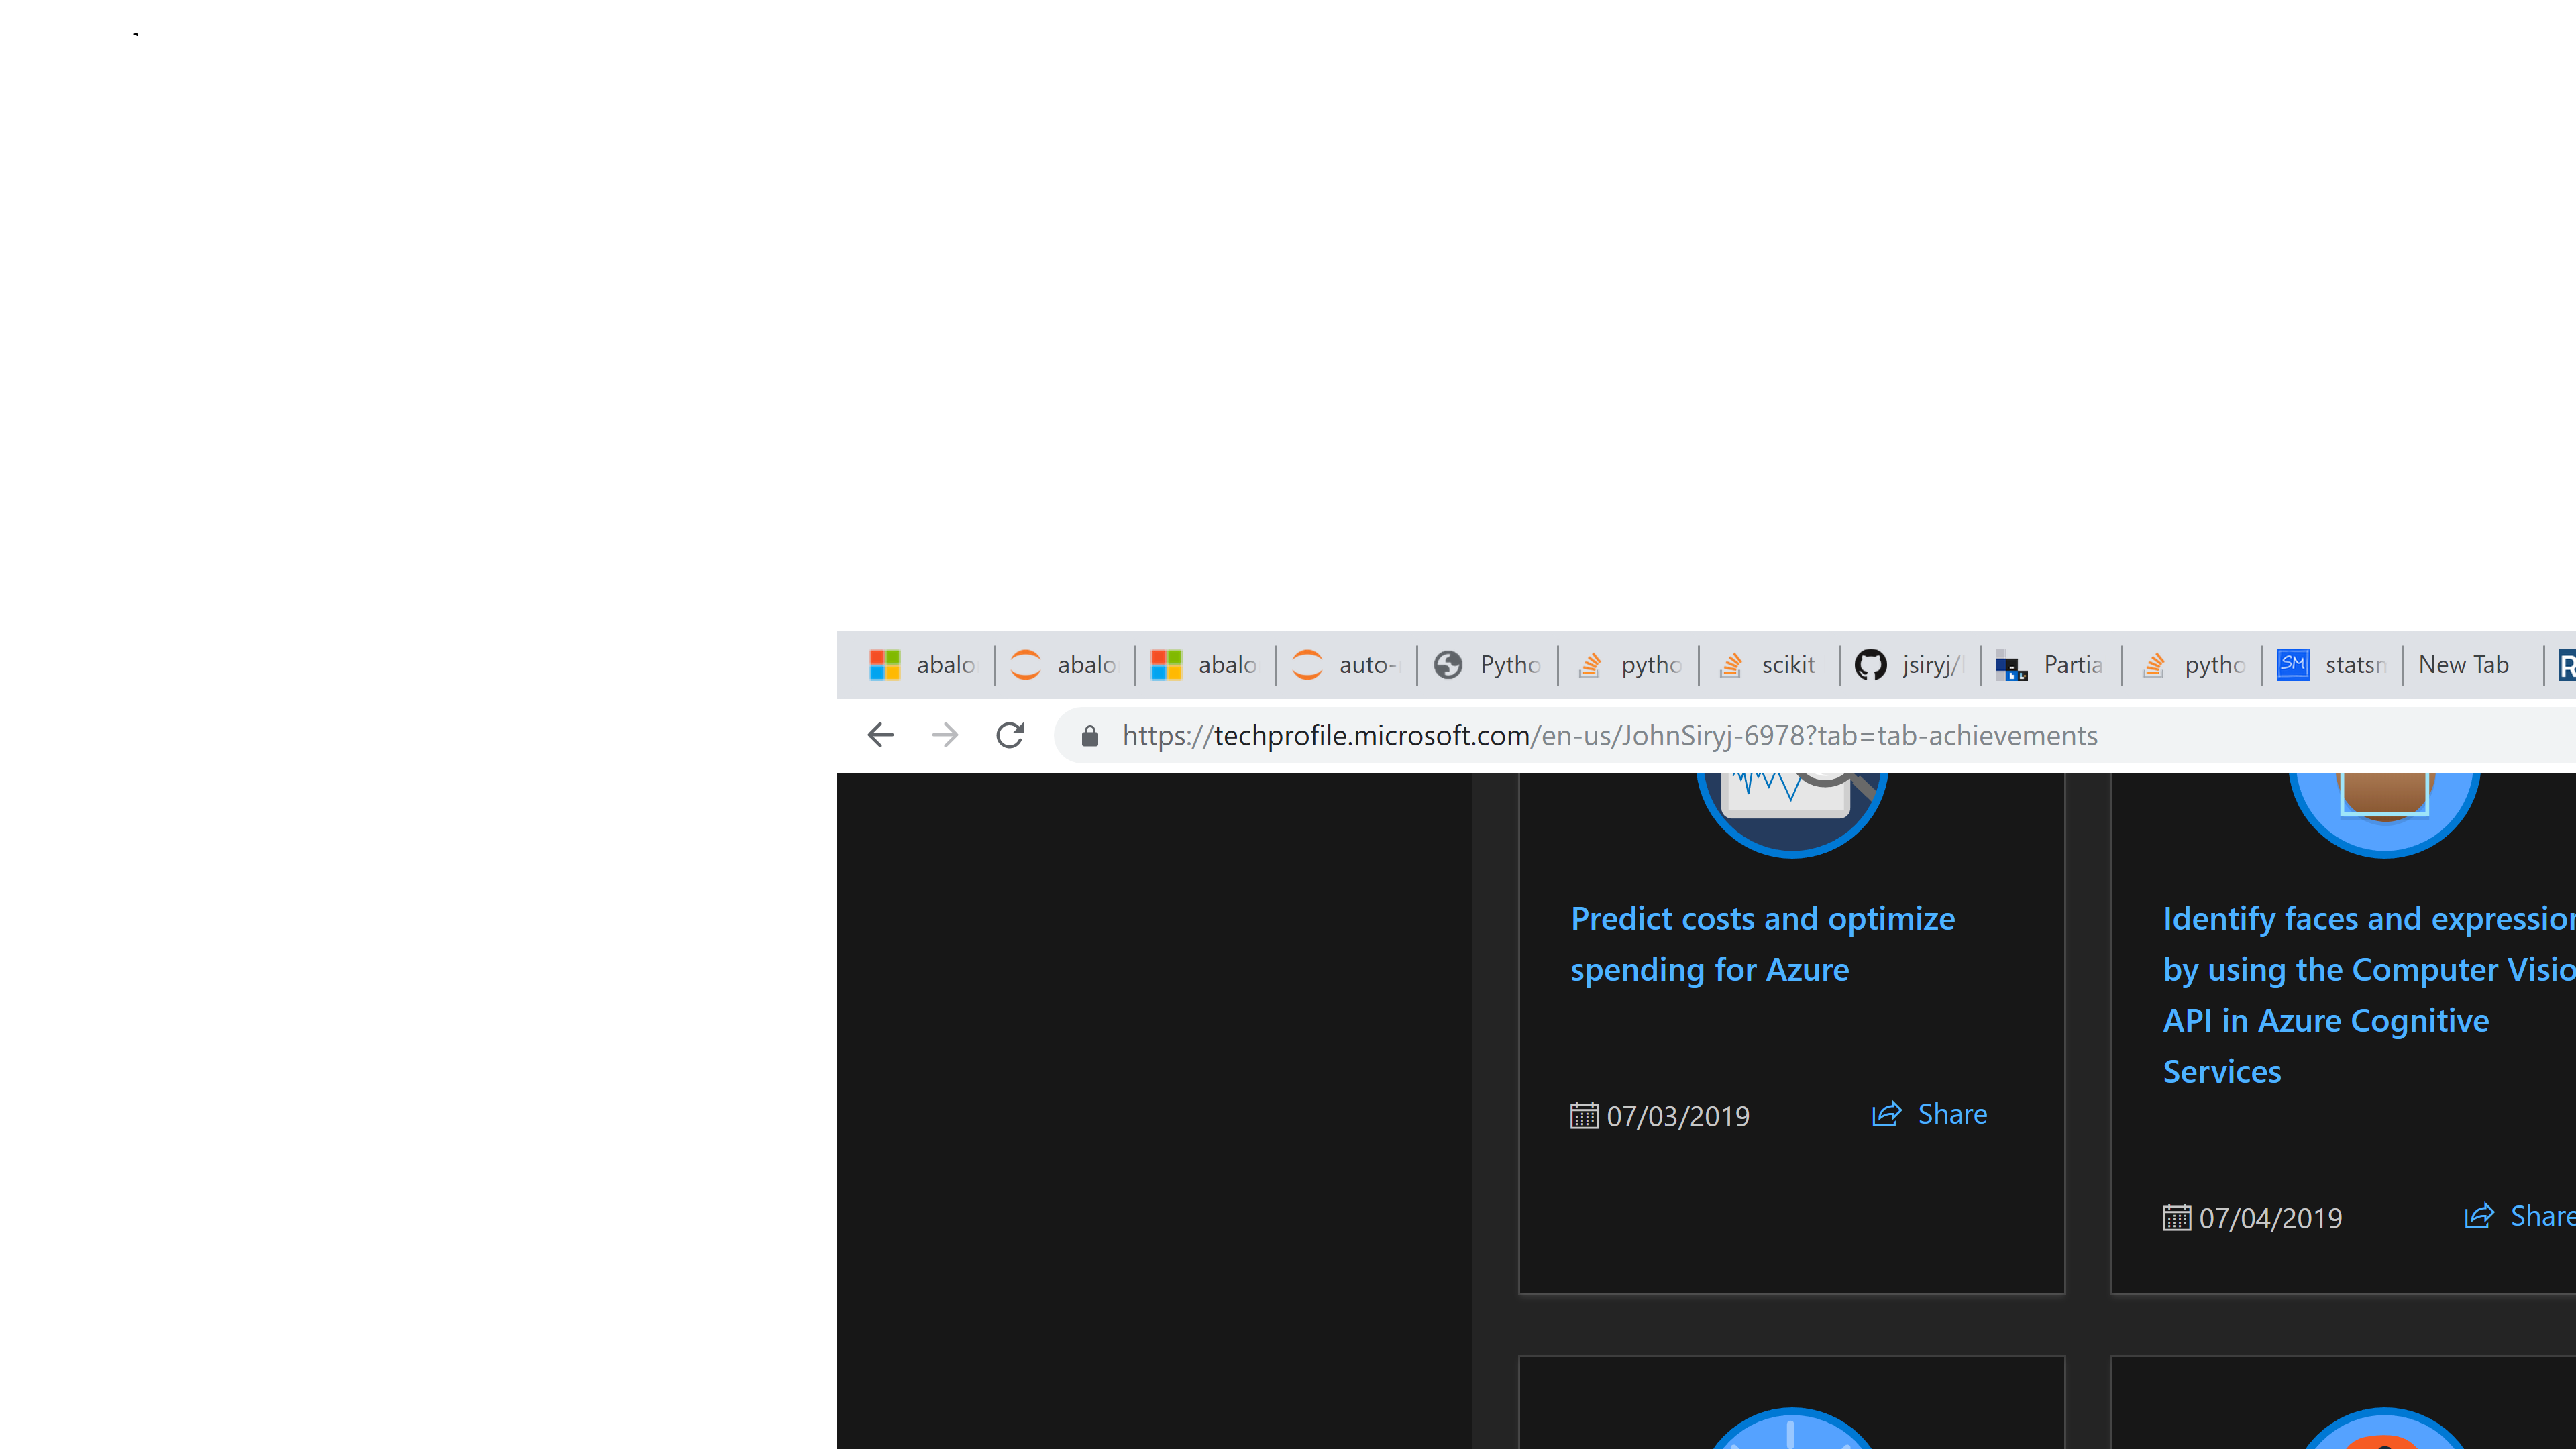 abalo abalo abalo auto- Pytho pytho scikit jsiryj/ Partia pytho SM stats New Tab R
https://techprofile.microsoft.com/en-us/JohnSiryj-6978?tab=tab-achievements
Predict costs and optimize
spending for Azure
07/03/2019 Share
Identify faces and expression
by using the Computer Visio
API in Azure Cognitive
Services
07/04/2019 Share